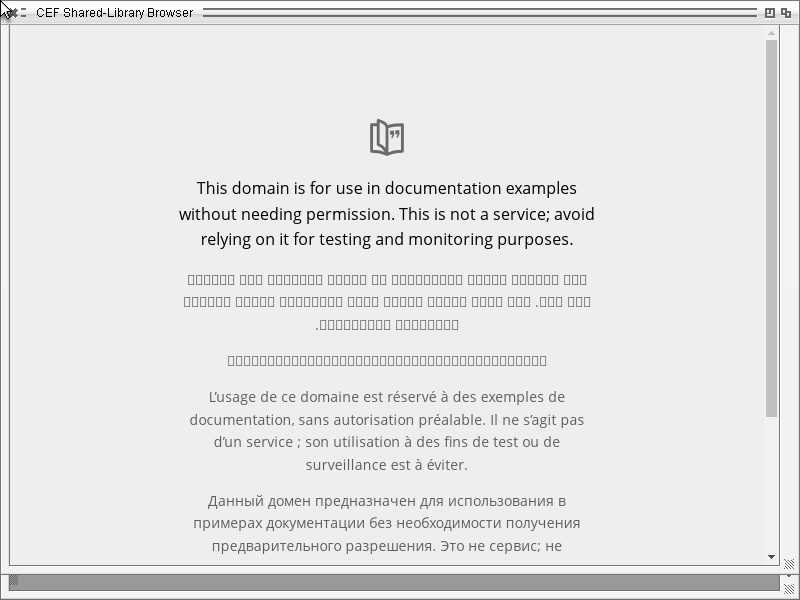 CEF Shared-Library Browser
This domain is for use in documentation examples
without needing permission. This is not a service; avoid
relying on it for testing and monitoring purposes.
L’usage de ce domaine est réservé à des exemples de
documentation, sans autorisation préalable. Il ne s’agit pas
d’un service ; son utilisation à des fins de test ou de
surveillance est à éviter.
Данный домен предназначен для использования в
примерах документации без необходимости получения
предварительного разрешения. Это не сервис; не